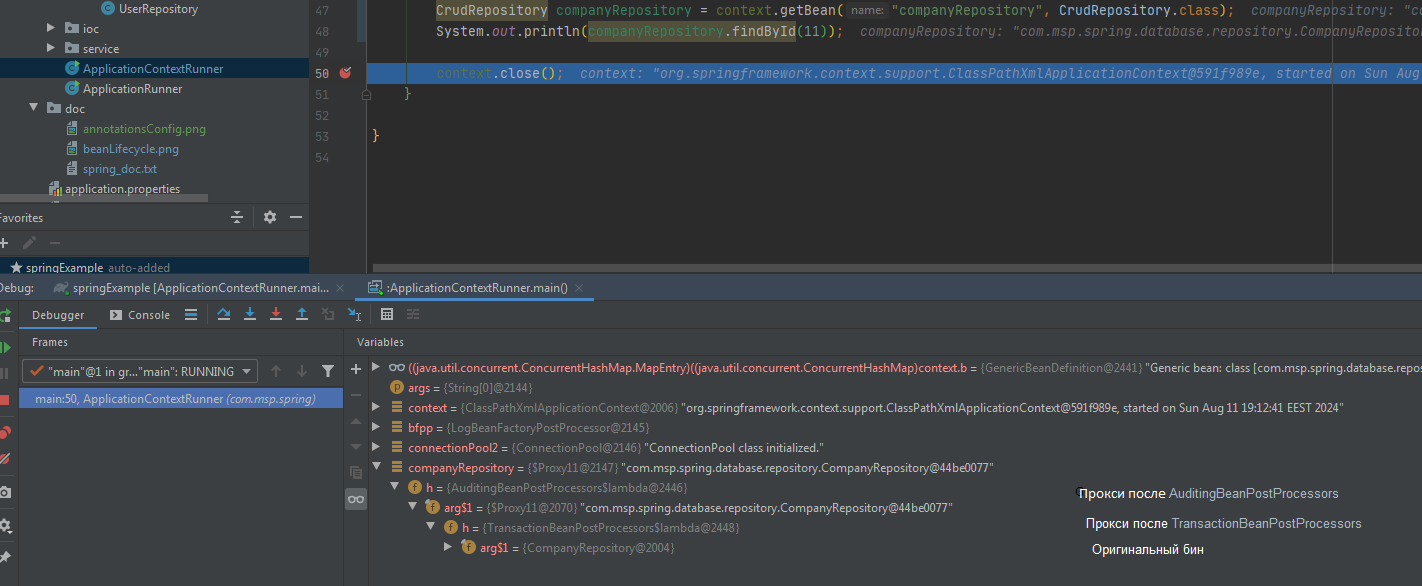 UserRepository
ioc
service
ApplicationContextRunner
ApplicationRunner
doc
annotationsConfig.png
beanLifecycle.png
spring_doc.txt
application.properties
Favorites
springExample auto-added
47 CrudRepository companyRepository = context.getBean( name: "companyRepository", CrudRepository.class); companyRepository: "co
48 System.out.println(companyRepository.findById(11)); companyRepository: "com.msp.spring.database.repository.CompanyRepositor
49
50 context.close(); context: "org.springframework.context.support.ClassPathXmlApplicationContext@591f989e, started on Sun Aug
51 }
52
53 }
54
Debug: springExample [ApplicationContextRunner.mai... :ApplicationContextRunner.main()
Debugger Console
Frames
"main"@1 in gr..."main": RUNNING
main:50, ApplicationContextRunner (com.msp.spring)
Variables
((java.util.concurrent.ConcurrentHashMap.MapEntry)((java.util.concurrent.ConcurrentHashMap)context.b = {GenericBeanDefinition@2441} "Generic bean: class [com.msp.spring.database.repos
args = {String[0]@2144}
context = {ClassPathXmlApplicationContext@2006} "org.springframework.context.support.ClassPathXmlApplicationContext@591f989e, started on Sun Aug 11 19:12:41 EEST 2024"
bfpp = {LogBeanFactoryPostProcessor@2145}
connectionPool2 = {ConnectionPool@2146} "ConnectionPool class initialized."
companyRepository = {$Proxy11@2147} "com.msp.spring.database.repository.CompanyRepository@44be0077"
h = {AuditingBeanPostProcessors$lambda@2446}
arg$1 = {$Proxy11@2070} "com.msp.spring.database.repository.CompanyRepository@44be0077"
h = {TransactionBeanPostProcessors$lambda@2448}
arg$1 = {CompanyRepository@2004}
Прокси после AuditingBeanPostProcessors
Прокси после TransactionBeanPostProcessors
Оригинальный бин